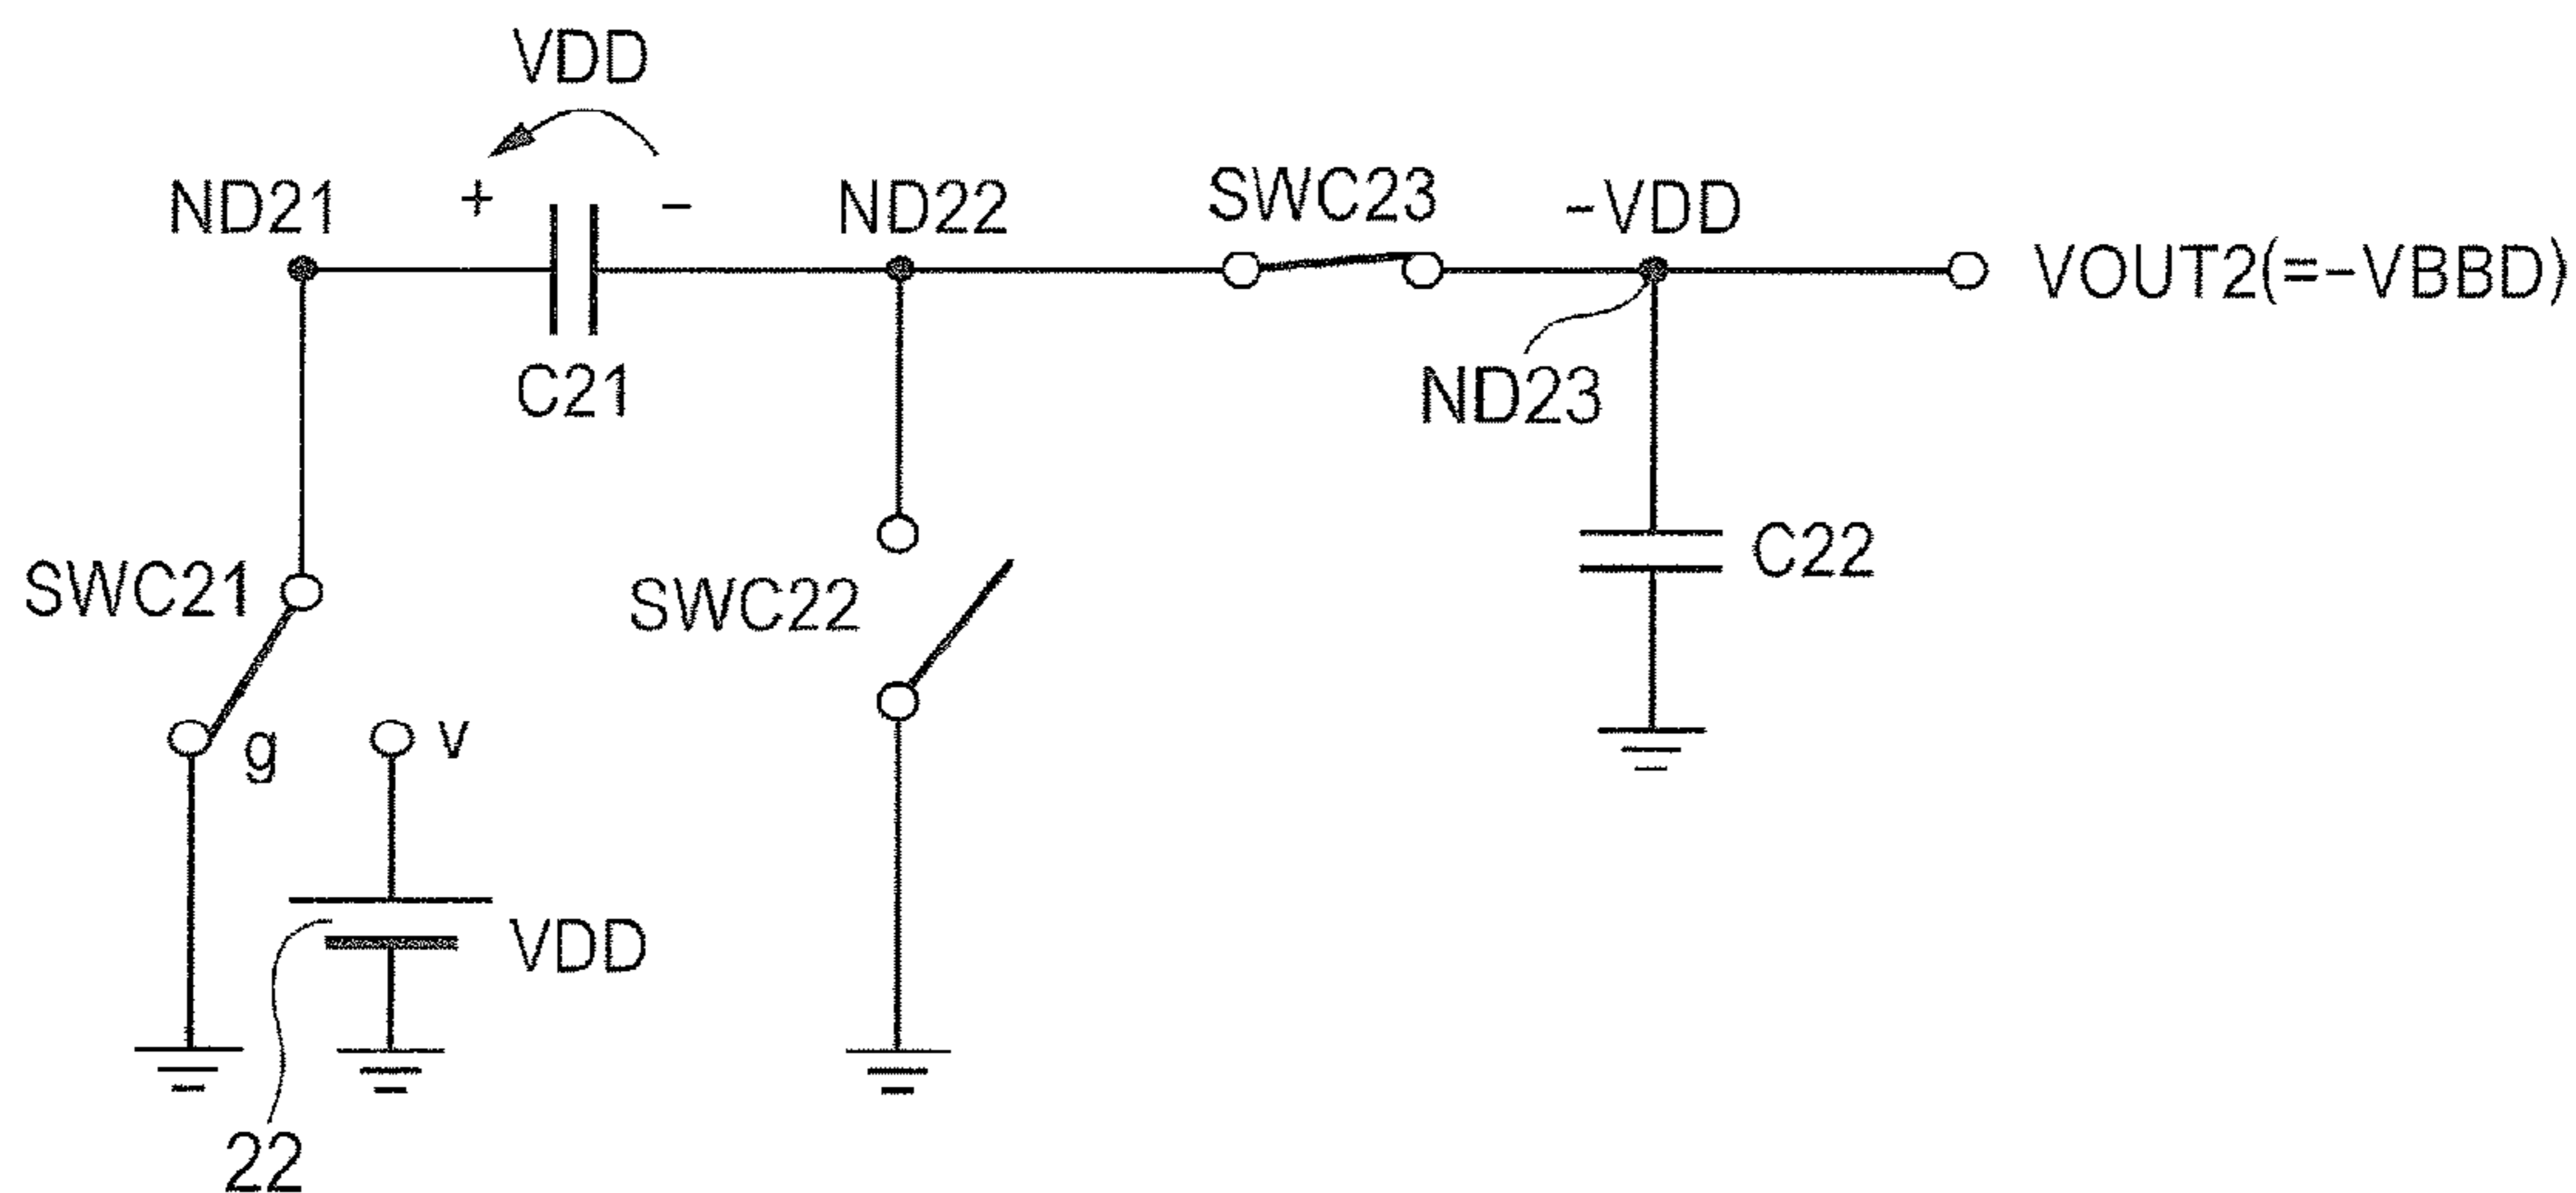 VDD
ND21
+
-
ND22
SWC23
-VDD
VOUT2(=-VBBD)
C21
ND23
SWC21
SWC22
C22
g
v
VDD
22